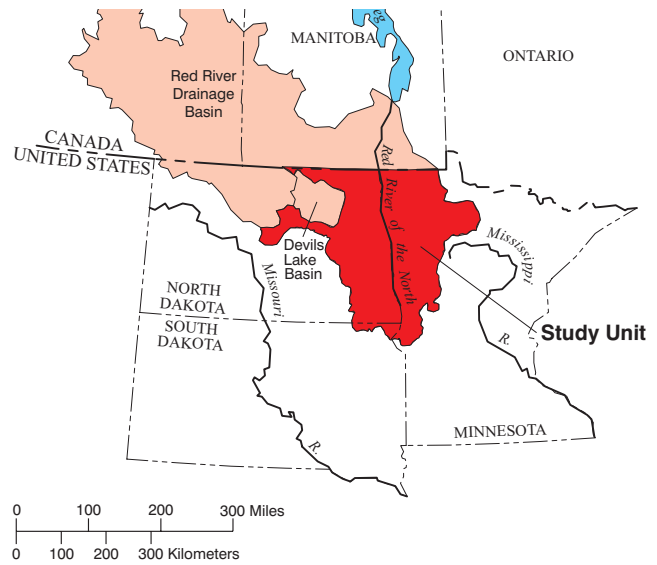 eg
MANITOBA
ONTARIO
Red River
Drainage
Basin
CANADA
UNITED STATES
Red River of the North
Mississippi
R.
Devils
Lake
Basin
Missouri
R.
NORTH
DAKOTA
SOUTH
DAKOTA
Study Unit
MINNESOTA
0 100 200 300 Miles
0 100 200 300 Kilometers